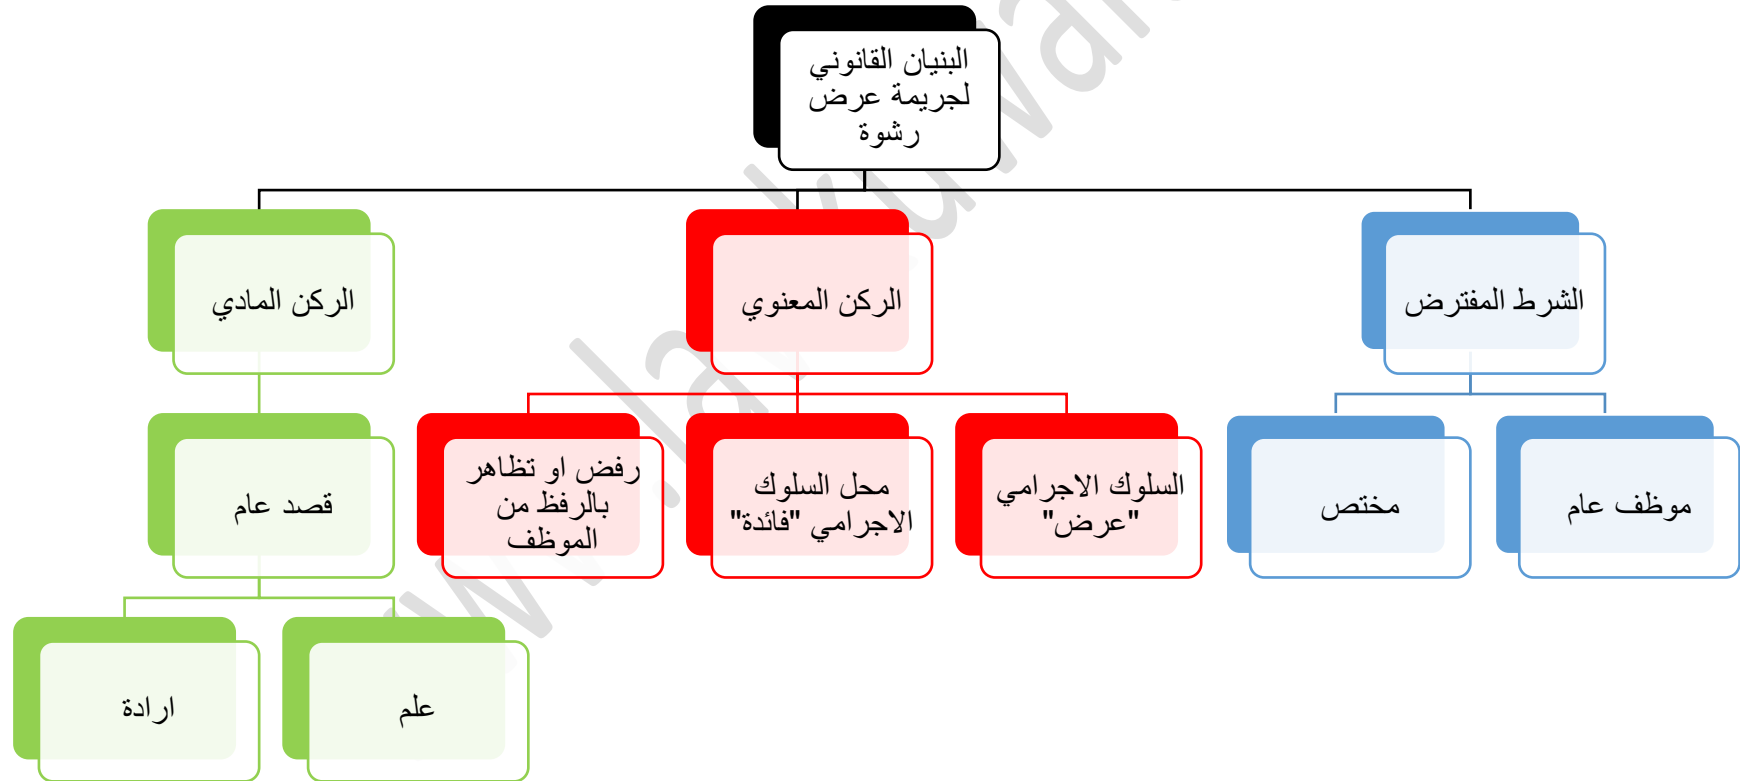 البنيان القانوني
لجريمة عرض
رشوة
الشرط المفترض
الركن المعنوي
الركن المادي
موظف عام
مختص
السلوك الاجرامي
"عرض"
محل السلوك
الاجرامي "فائدة"
رفض او تظاهر
بالرفظ من
الموظف
قصد عام
علم
ارادة